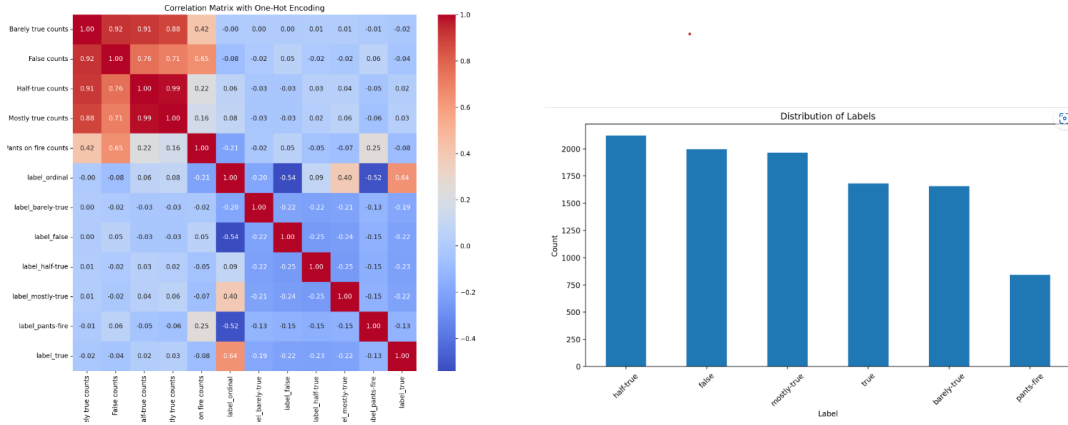 Correlation Matrix with One-Hot Encoding
Barely true counts 1.00 0.92 0.91 0.88 0.42 -0.00 0.00 0.00 0.01 0.01 -0.01 -0.02
False counts 0.92 1.00 0.76 0.71 0.65 -0.08 -0.02 0.05 -0.02 -0.02 0.06 -0.04
Half-true counts 0.91 0.76 1.00 0.99 0.22 0.06 -0.03 -0.03 0.03 0.04 -0.05 0.02
Mostly true counts 0.88 0.71 0.99 1.00 0.16 0.08 -0.03 -0.03 0.02 0.06 -0.06 0.03
ants on fire counts 0.42 0.65 0.22 0.16 1.00 -0.21 -0.02 0.05 -0.05 -0.07 0.25 -0.08
label_ordinal -0.00 -0.08 0.06 0.08 -0.21 1.00 -0.20 -0.54 0.09 0.40 -0.52 0.64
label_barely-true 0.00 -0.02 -0.03 -0.03 -0.02 -0.20 1.00 -0.22 -0.22 -0.21 -0.13 -0.19
label_false 0.00 0.05 -0.03 -0.03 0.05 -0.54 -0.22 1.00 -0.25 -0.24 -0.15 -0.22
label_half-true 0.01 -0.02 0.03 0.02 -0.05 0.09 -0.22 -0.25 1.00 -0.25 -0.15 -0.23
label_mostly-true 0.01 -0.02 0.04 0.06 -0.07 0.40 -0.21 -0.24 -0.25 1.00 -0.15 -0.22
label_pants-fire -0.01 0.06 -0.05 -0.06 0.25 -0.52 -0.13 -0.15 -0.15 -0.15 1.00 -0.13
label_true -0.02 -0.04 0.02 0.03 -0.08 0.64 -0.19 -0.22 -0.23 -0.22 -0.13 1.00
ely true counts
False counts
alf-true counts
tly true counts
on fire counts
label_ordinal
bel_barely-true
label_false
abel_half-true
el_mostly-true
bel_pants-fire
label_true
1.0
0.8
0.6
0.4
0.2
0.0
-0.2
-0.4
Distribution of Labels
2000
1750
1500
1250
1000
750
500
250
0
Count
half-true
false
mostly-true
true
barely-true
pants-fire
Label